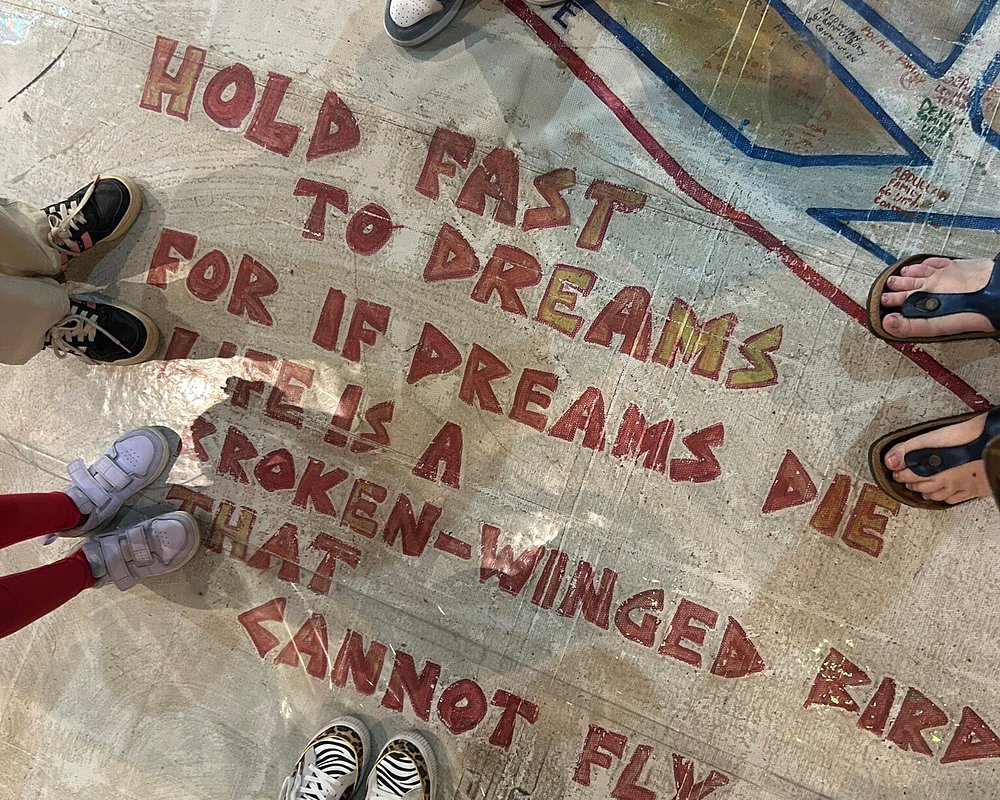 HOLD FAST
TO DREAMS
FOR IF DREAMS DIE
LIFE IS A
BROKEN-WINGED BIRD
THAT
CANNOT FLY